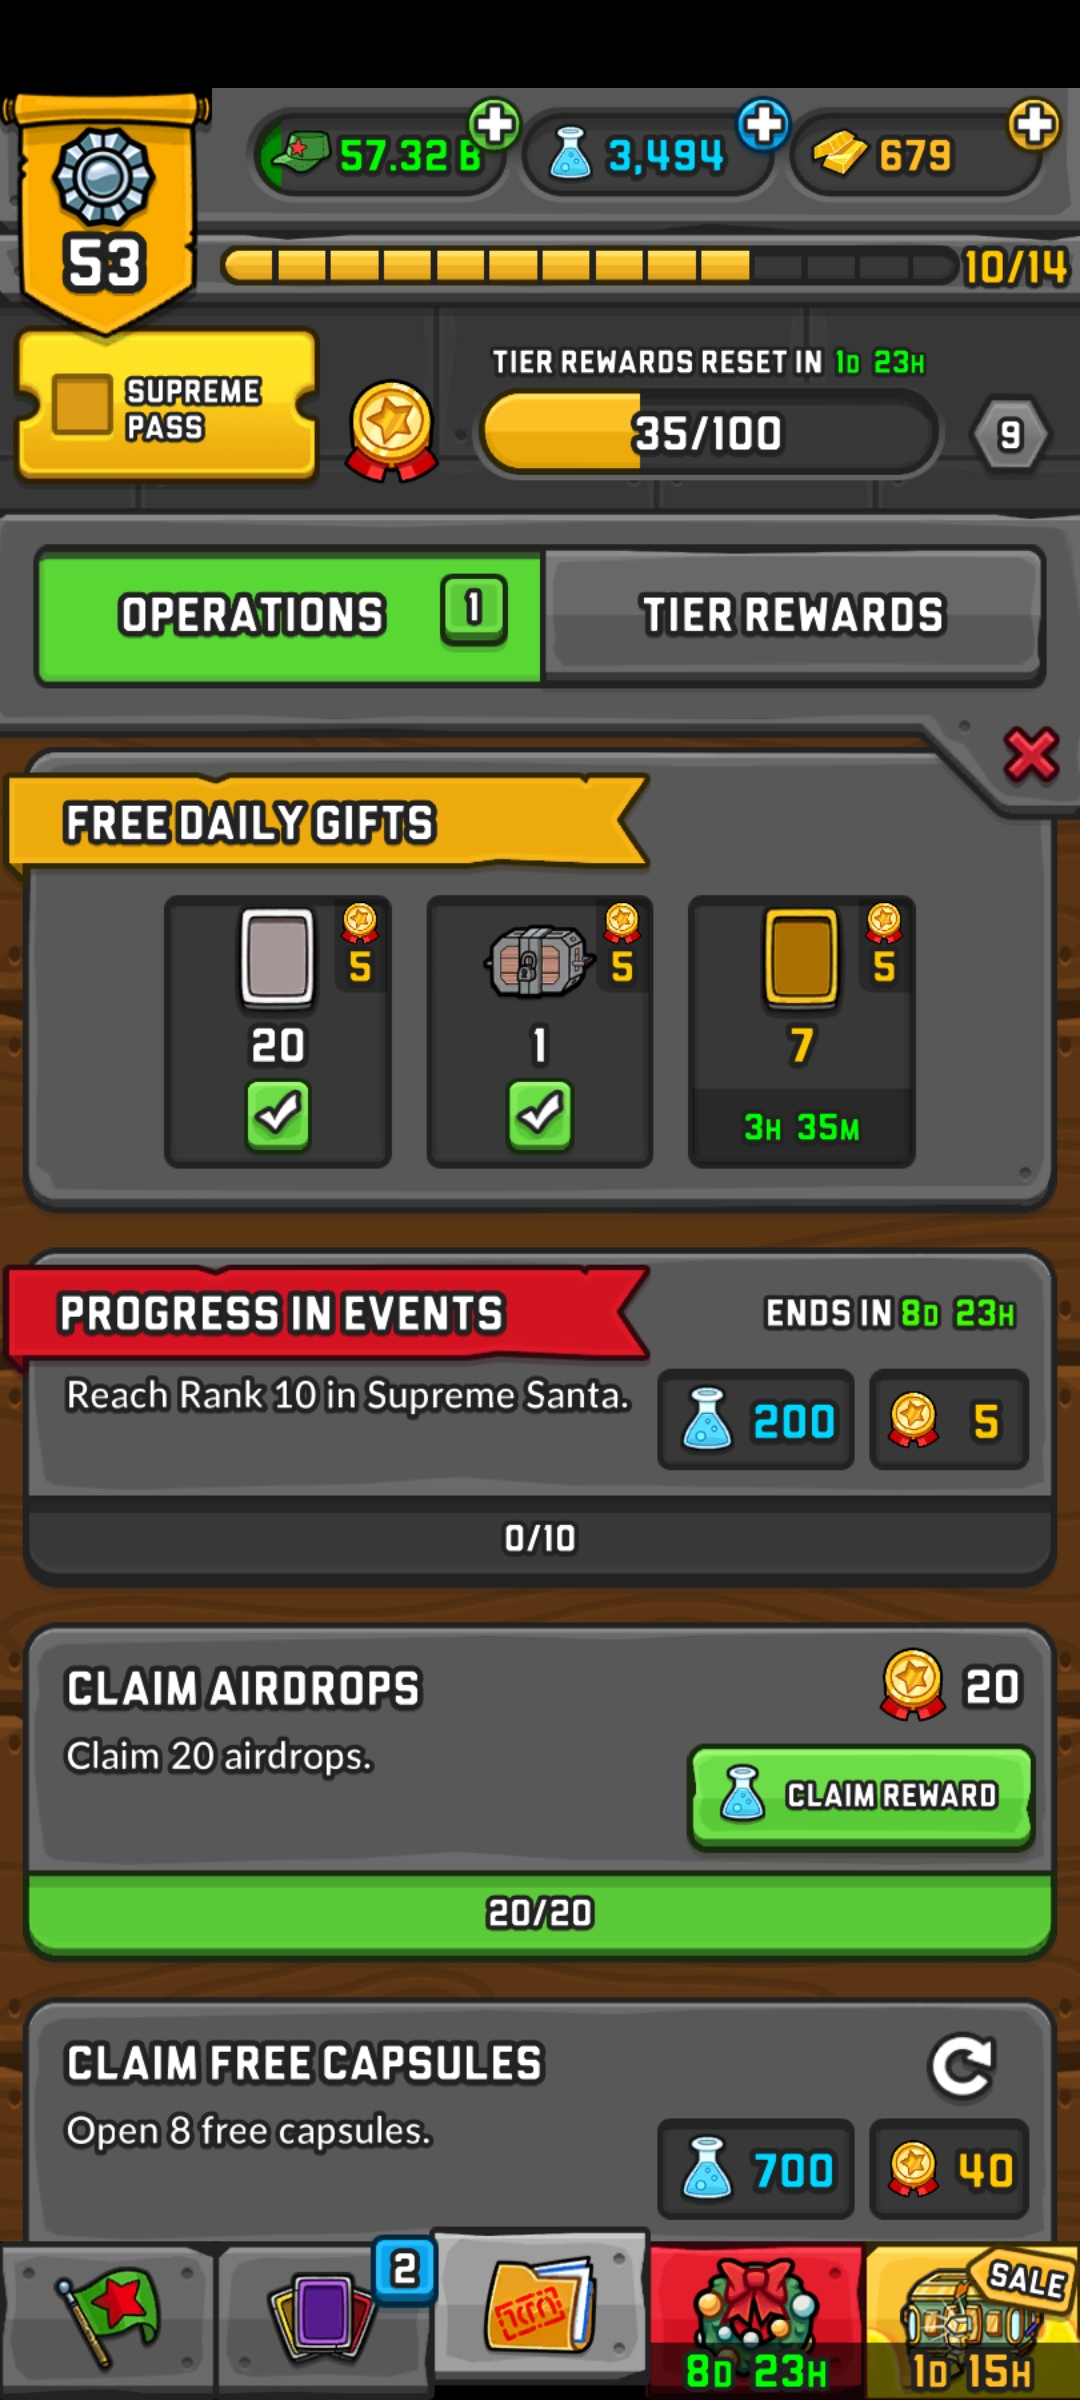 57.32 B
3,494
679
53
10/14
SUPREME
PASS
TIER REWARDS RESET IN 1D 23H
35/100
9
OPERATIONS 1
TIER REWARDS
FREE DAILY GIFTS
5
5
5
20
1
7
3H 35M
PROGRESS IN EVENTS
ENDS IN 8D 23H
Reach Rank 10 in Supreme Santa.
200
5
0/10
CLAIM AIRDROPS
20
Claim 20 airdrops.
CLAIM REWARD
20/20
CLAIM FREE CAPSULES
Open 8 free capsules.
700
40
2
SALE
8D 23H
1D 15H